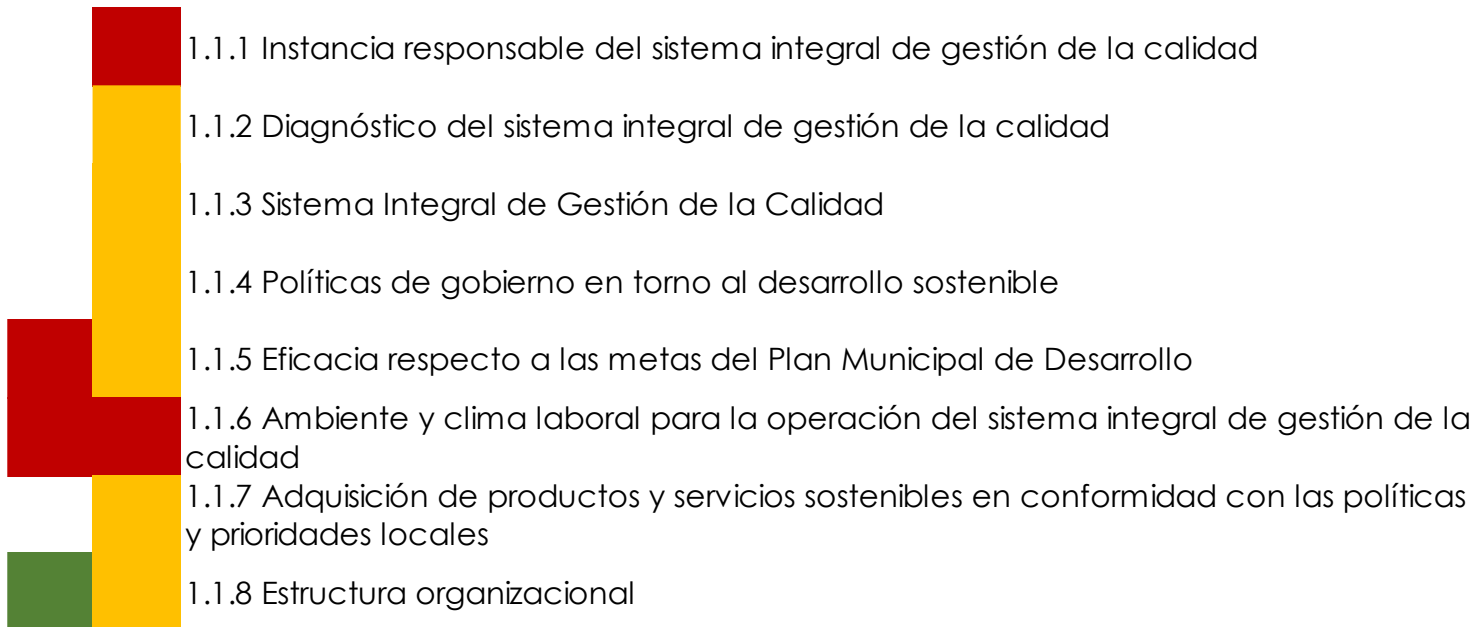 1.1.1 Instancia responsable del sistema integral de gestión de la calidad
1.1.2 Diagnóstico del sistema integral de gestión de la calidad
1.1.3 Sistema Integral de Gestión de la Calidad
1.1.4 Políticas de gobierno en torno al desarrollo sostenible
1.1.5 Eficacia respecto a las metas del Plan Municipal de Desarrollo
1.1.6 Ambiente y clima laboral para la operación del sistema integral de gestión de la
calidad
1.1.7 Adquisición de productos y servicios sostenibles en conformidad con las políticas
y prioridades locales
1.1.8 Estructura organizacional